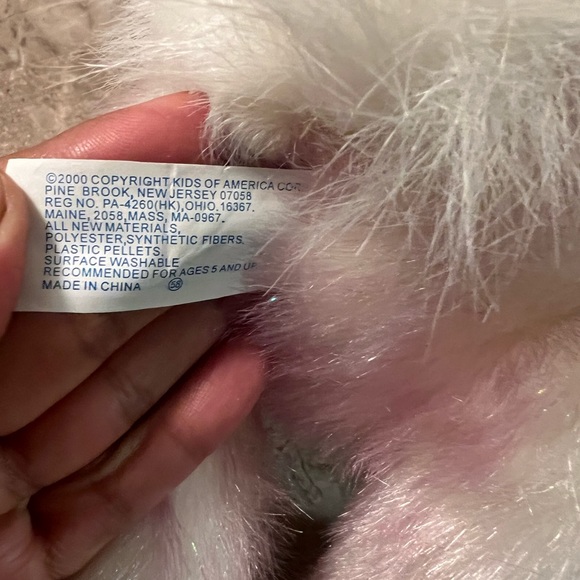 ©2000 COPYRIGHT KIDS OF AMERICA
PINE BROOK, NEW JERSEY 07058
REG NO. PA-4260(HK),OHIO. 16367.
MAINE, 2058,MASS, MA-0967.
ALL NEW MATERIALS,
POLYESTER,SYNTHETIC FIBERS.
PLASTIC PELLETS.
SURFACE WASHABLE
RECOMMENDED FOR AGES 5 AND UP
MADE IN CHINA 58